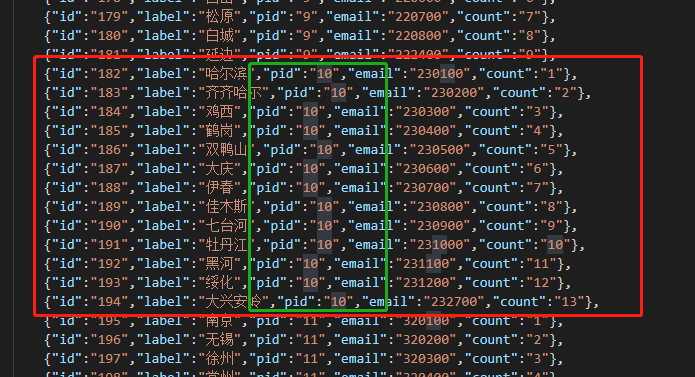 {"id":"179","label":"松原","pid":"9","email":"220700","count":"7"},
{"id":"180","label":"白城","pid":"9","email":"220800","count":"8"},
{"id":"181","label":"延边","pid":"9","email":"222400","count":"9"},
{"id":"182","label":"哈尔滨","pid":"10","email":"230100","count":"1"},
{"id":"183","label":"齐齐哈尔","pid":"10","email":"230200","count":"2"},
{"id":"184","label":"鸡西","pid":"10","email":"230300","count":"3"},
{"id":"185","label":"鹤岗","pid":"10","email":"230400","count":"4"},
{"id":"186","label":"双鸭山","pid":"10","email":"230500","count":"5"},
{"id":"187","label":"大庆","pid":"10","email":"230600","count":"6"},
{"id":"188","label":"伊春","pid":"10","email":"230700","count":"7"},
{"id":"189","label":"佳木斯","pid":"10","email":"230800","count":"8"},
{"id":"190","label":"七台河","pid":"10","email":"230900","count":"9"},
{"id":"191","label":"牡丹江","pid":"10","email":"231000","count":"10"},
{"id":"192","label":"黑河","pid":"10","email":"231100","count":"11"},
{"id":"193","label":"绥化","pid":"10","email":"231200","count":"12"},
{"id":"194","label":"大兴安岭","pid":"10","email":"232700","count":"13"},
{"id":"195","label":"南京","pid":"11","email":"320100","count":"1"},
{"id":"196","label":"无锡","pid":"11","email":"320200","count":"2"},
{"id":"197","label":"徐州","pid":"11","email":"320300","count":"3"},